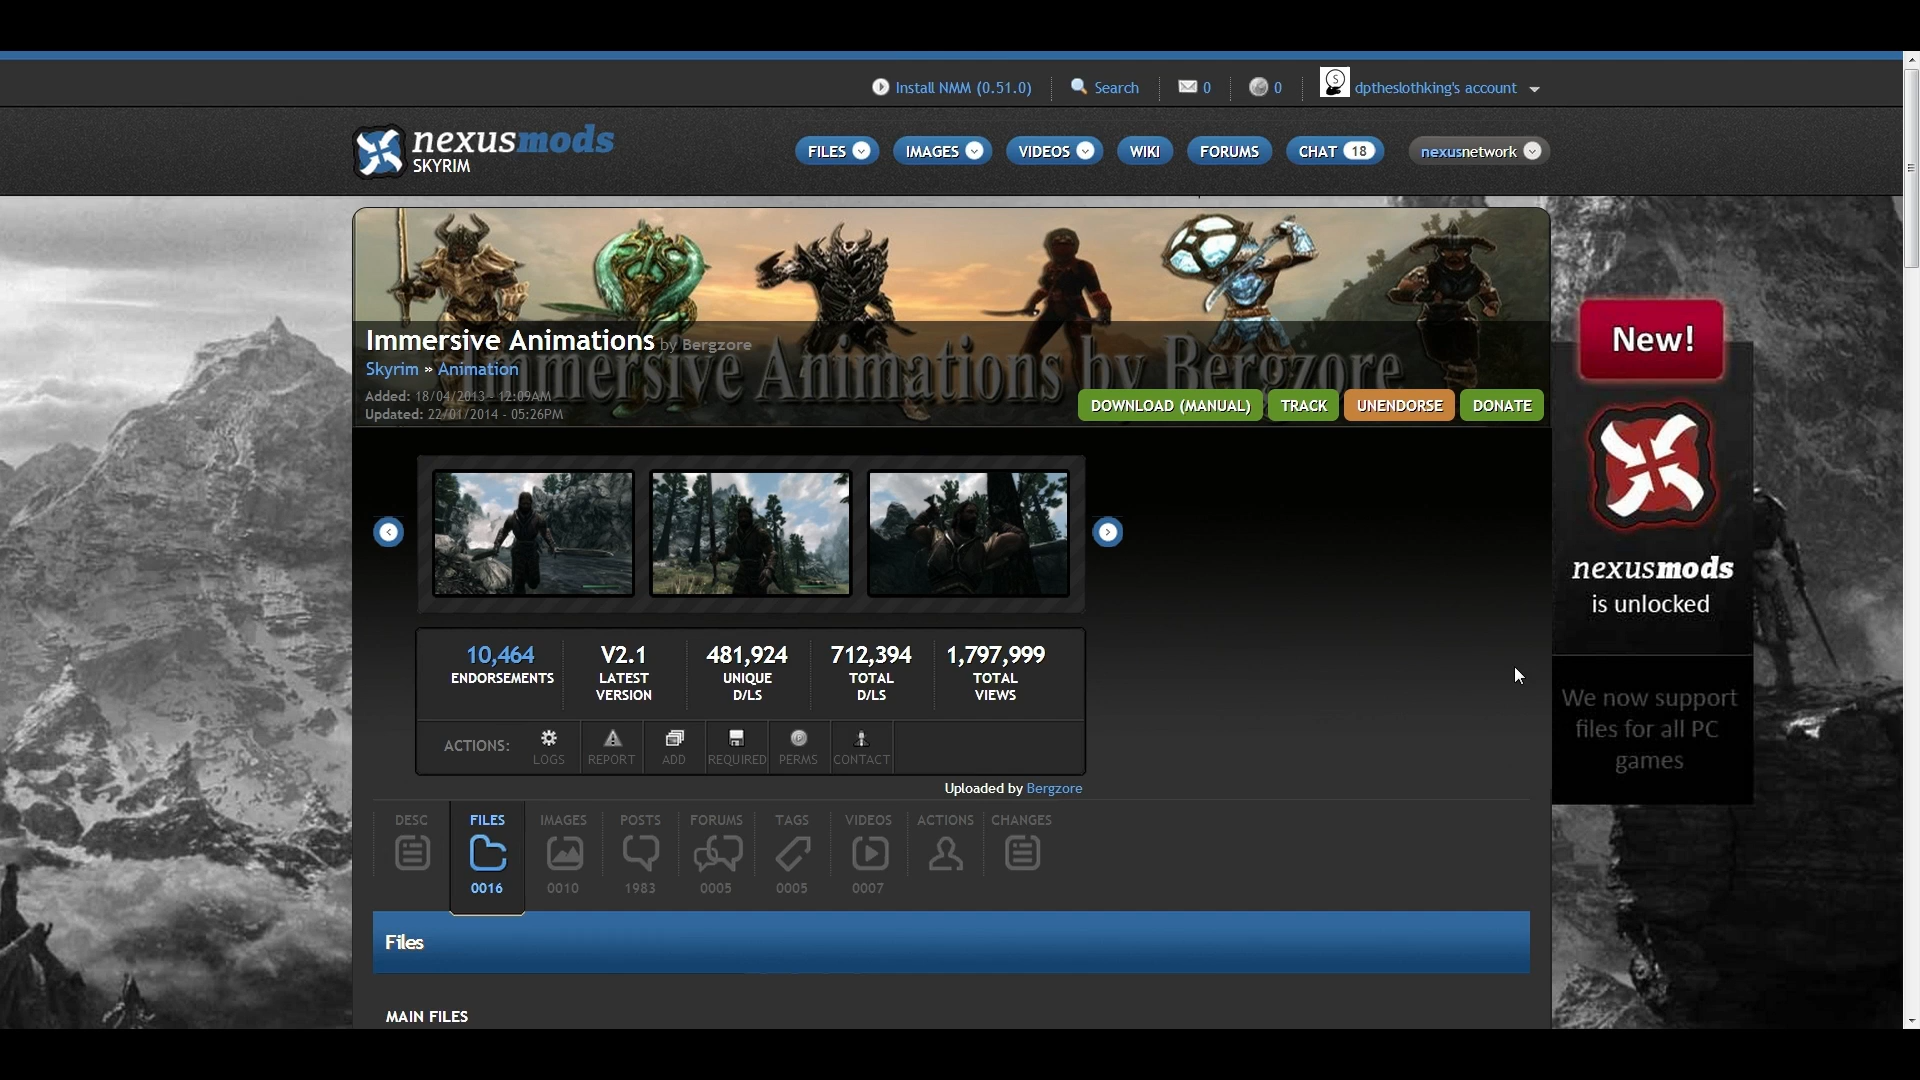 Install NMM (0.51.0)
Search
0
0
dptheslothking's account
nexusmods
SKYRIM
FILES
IMAGES
VIDEOS
WIKI
FORUMS
CHAT 18
nexusnetwork
Immersive Animations by Bergzore
Immersive Animations by Bergzore
Skyrim » Animation
Added: 18/04/2013 - 12:09AM
Updated: 22/01/2014 - 05:26PM
DOWNLOAD (MANUAL)
TRACK
UNENDORSE
DONATE
New!
nexusmods
is unlocked
We now support
files for all PC
games
10,464
ENDORSEMENTS
V2.1
LATEST
VERSION
481,924
UNIQUE
D/LS
712,394
TOTAL
D/LS
1,797,999
TOTAL
VIEWS
ACTIONS:
LOGS
REPORT
ADD
REQUIRED
PERMS
CONTACT
Uploaded by Bergzore
DESC
FILES
0016
IMAGES
0010
POSTS
1983
FORUMS
0005
TAGS
0005
VIDEOS
0007
ACTIONS
CHANGES
Files
MAIN FILES